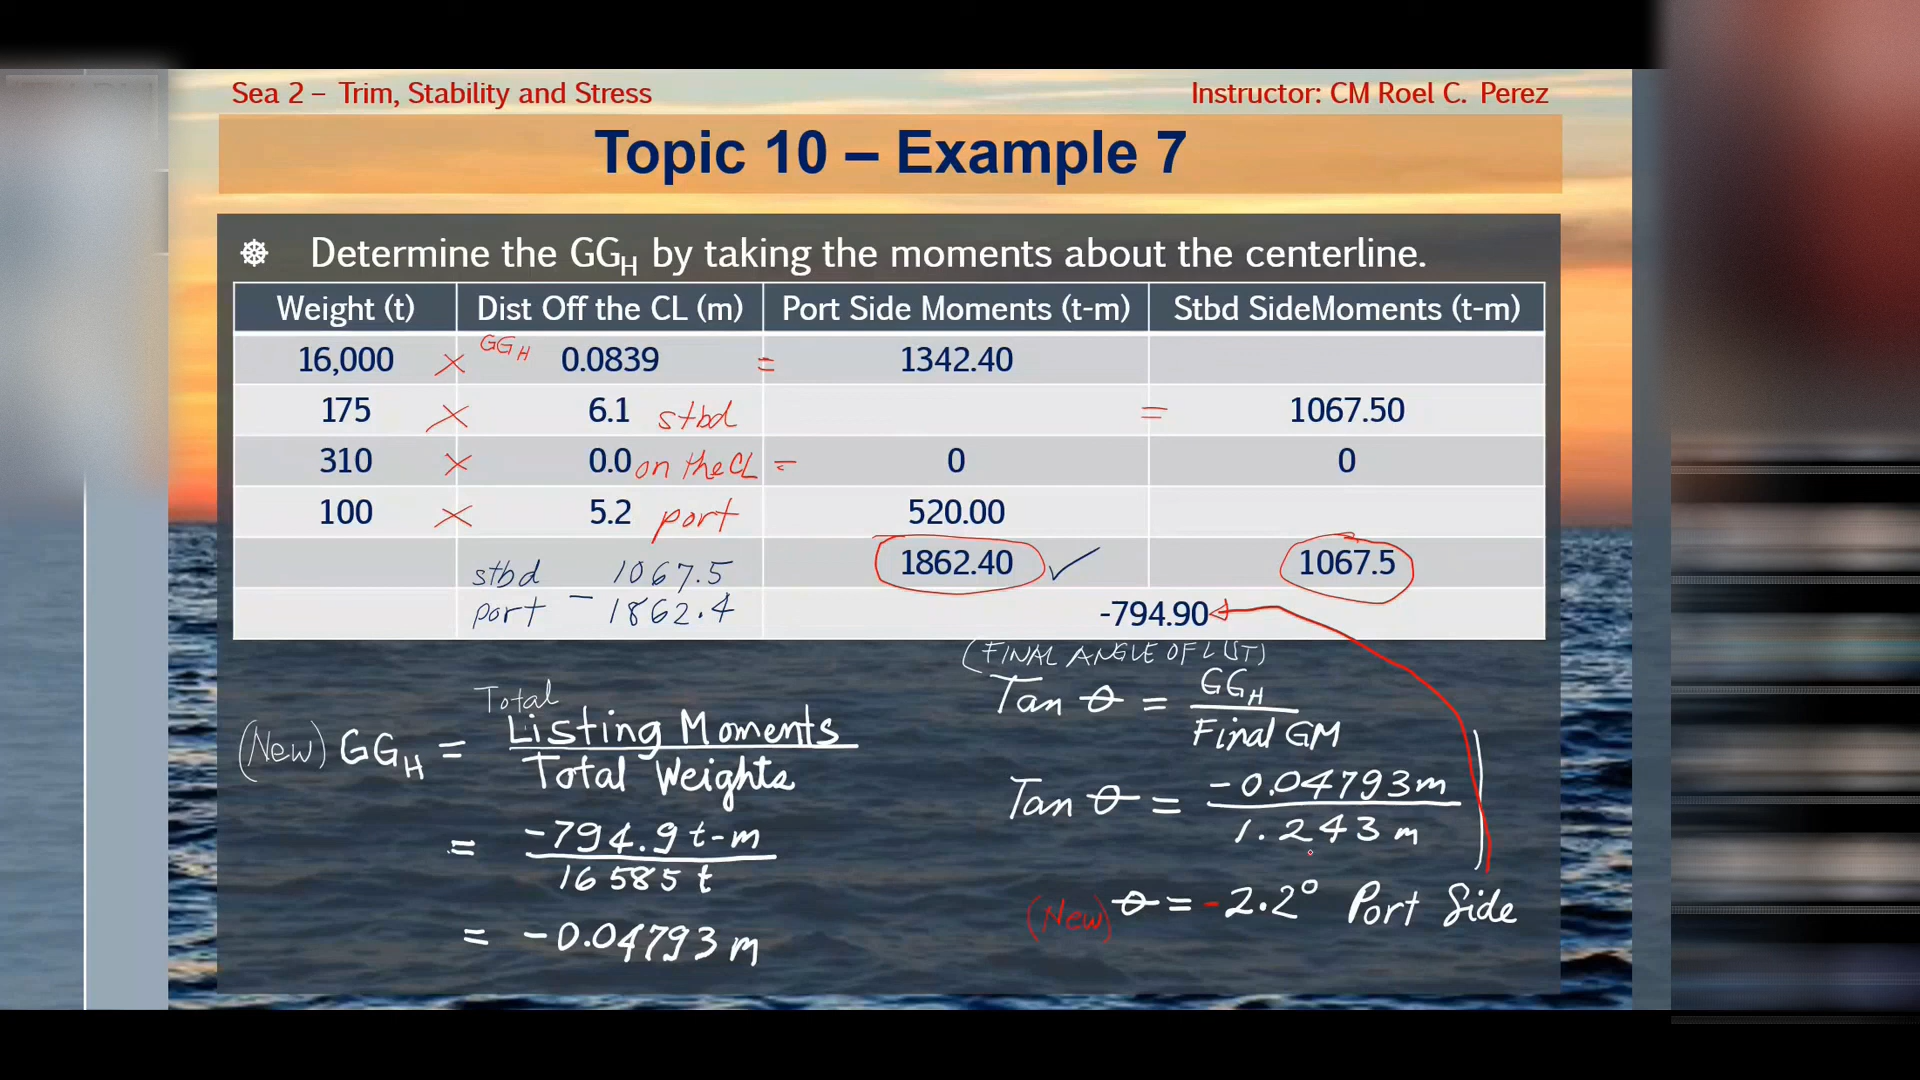 Sea 2 – Trim, Stability and Stress
Instructor: CM Roel C. Perez
Topic 10 – Example 7
Determine the GGH by taking the moments about the centerline.
Weight (t) Dist Off the CL (m) Port Side Moments (t-m) Stbd SideMoments (t-m)
16,000 × GGH 0.0839 = 1342.40
175 × 6.1 stbd = 1067.50
310 × 0.0 on the CL = 0 0
100 × 5.2 port 520.00
stbd 1067.5 1862.40 ✓ 1067.5
port - 1862.4 -794.90
(FINAL ANGLE OF LIST)
Tan θ = GGH
Final GM
Total
(New) GGH = Listing Moments
Total Weights
Tan θ = -0.04793m
1.243 m
= -794.9 t-m
16585 t
(New) θ = -2.2° Port Side
= -0.04793 m